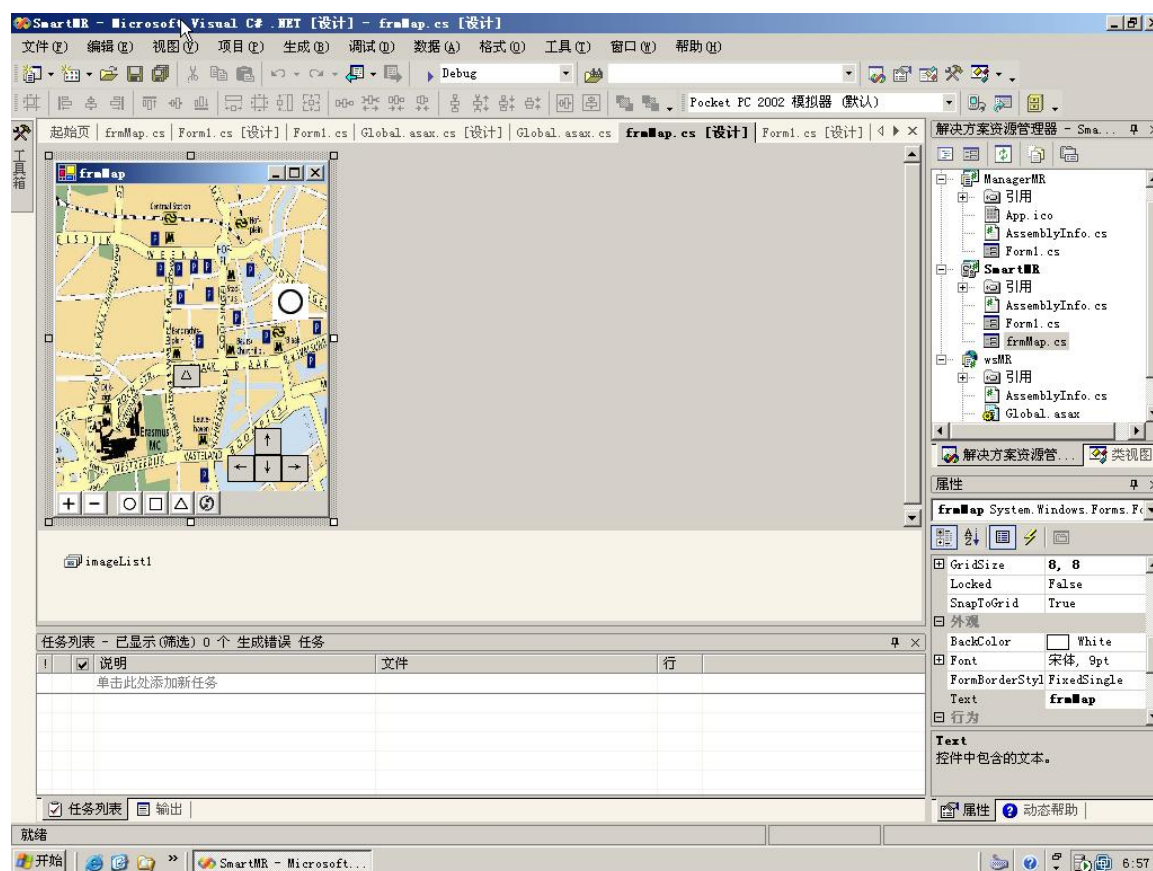 SmartMR - Microsoft Visual C# .NET [设计] - frmMap.cs [设计]
文件(F) 编辑(E) 视图(V) 项目(P) 生成(B) 调试(D) 数据(A) 格式(O) 工具(T) 窗口(W) 帮助(H)
Debug
Pocket PC 2002 模拟器 (默认)
起始页 frmMap.cs Form1.cs [设计] Form1.cs Global.asax.cs [设计] Global.asax.cs frmMap.cs [设计] Form1.cs [设计]
工具箱
frmMap
Central Station
WEENA
Erasmus
MC
WESTZEEDIJK
VASTELAND
imageList1
任务列表 - 已显示(筛选) 0 个 生成错误 任务
! 说明 文件 行
单击此处添加新任务
任务列表 输出
解决方案资源管理器 - Sma...
ManagerMR
引用
App.ico
AssemblyInfo.cs
Form1.cs
SmartMR
引用
AssemblyInfo.cs
Form1.cs
frmMap.cs
wsMR
引用
AssemblyInfo.cs
Global.asax
解决方案资源管... 类视图
属性
frmMap System.Windows.Forms.Fo
GridSize 8, 8
Locked False
SnapToGrid True
外观
BackColor White
Font 宋体, 9pt
FormBorderStyl FixedSingle
Text frmMap
行为
Text
控件中包含的文本。
属性 动态帮助
就绪
开始 » SmartMR - Microsoft... 6:57